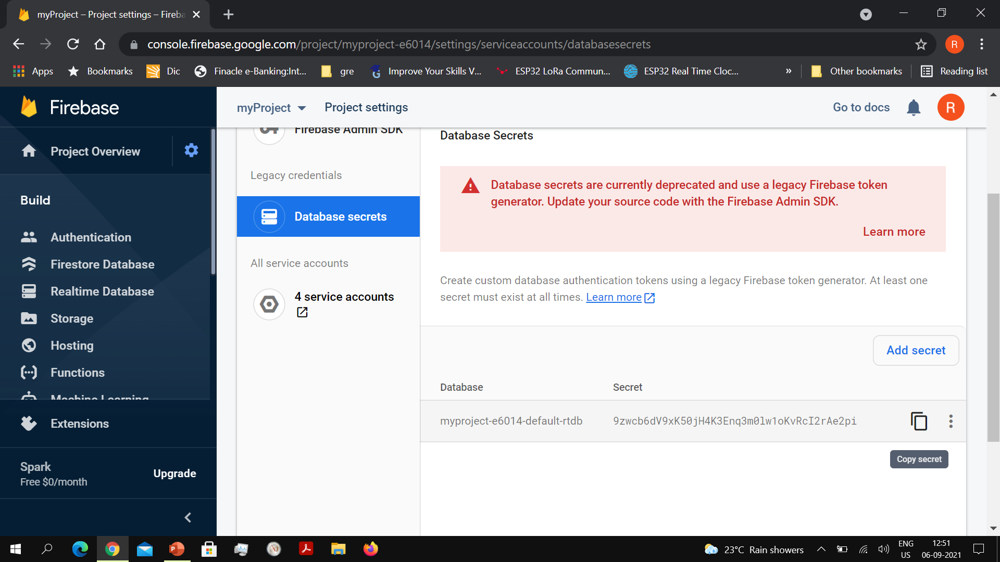 myProject – Project settings – Fireba
console.firebase.google.com/project/myproject-e6014/settings/serviceaccounts/databasesecrets
R
Apps
Bookmarks
Dic
Finacle e-Banking:Int...
gre
Improve Your Skills V...
ESP32 LoRa Commun...
ESP32 Real Time Cloc...
»
Other bookmarks
Reading list
Firebase
myProject
Project settings
Go to docs
R
Project Overview
Build
Authentication
Firestore Database
Realtime Database
Storage
Hosting
Functions
Machine Learning
Extensions
Spark
Free $0/month
Upgrade
Firebase Admin SDK
Legacy credentials
Database secrets
All service accounts
4 service accounts
Database Secrets
Database secrets are currently deprecated and use a legacy Firebase token
generator. Update your source code with the Firebase Admin SDK.
Learn more
Create custom database authentication tokens using a legacy Firebase token generator. At least one
secret must exist at all times. Learn more
Add secret
Database
Secret
myproject-e6014-default-rtdb
9zwcb6dV9xK50jH4K3Enq3m0lw1oKvRcI2rAe2pi
Copy secret
23°C Rain showers
ENG
US
12:51
06-09-2021